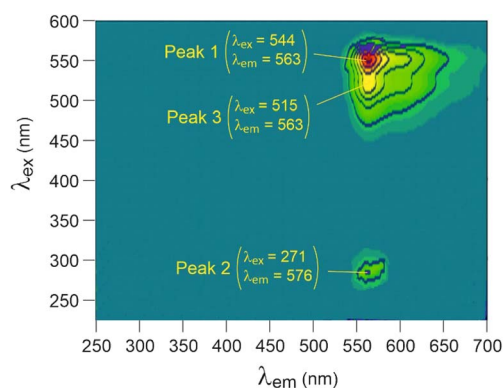 600
550
500
450
400
350
300
250
λex (nm)
Peak 1 (λex = 544
λem = 563)
Peak 3 (λex = 515
λem = 563)
Peak 2 (λex = 271
λem = 576)
250 300 350 400 450 500 550 600 650 700
λem (nm)